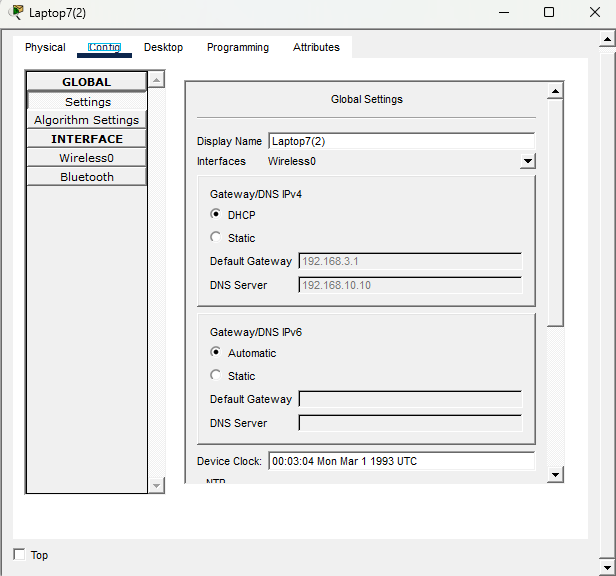 Laptop7(2)
Physical Config Desktop Programming Attributes
GLOBAL
Settings
Algorithm Settings
INTERFACE
Wireless0
Bluetooth
Global Settings
Display Name Laptop7(2)
Interfaces Wireless0
Gateway/DNS IPv4
DHCP
Static
Default Gateway 192.168.3.1
DNS Server 192.168.10.10
Gateway/DNS IPv6
Automatic
Static
Default Gateway
DNS Server
Device Clock: 00:03:04 Mon Mar 1 1993 UTC
NTP
Top